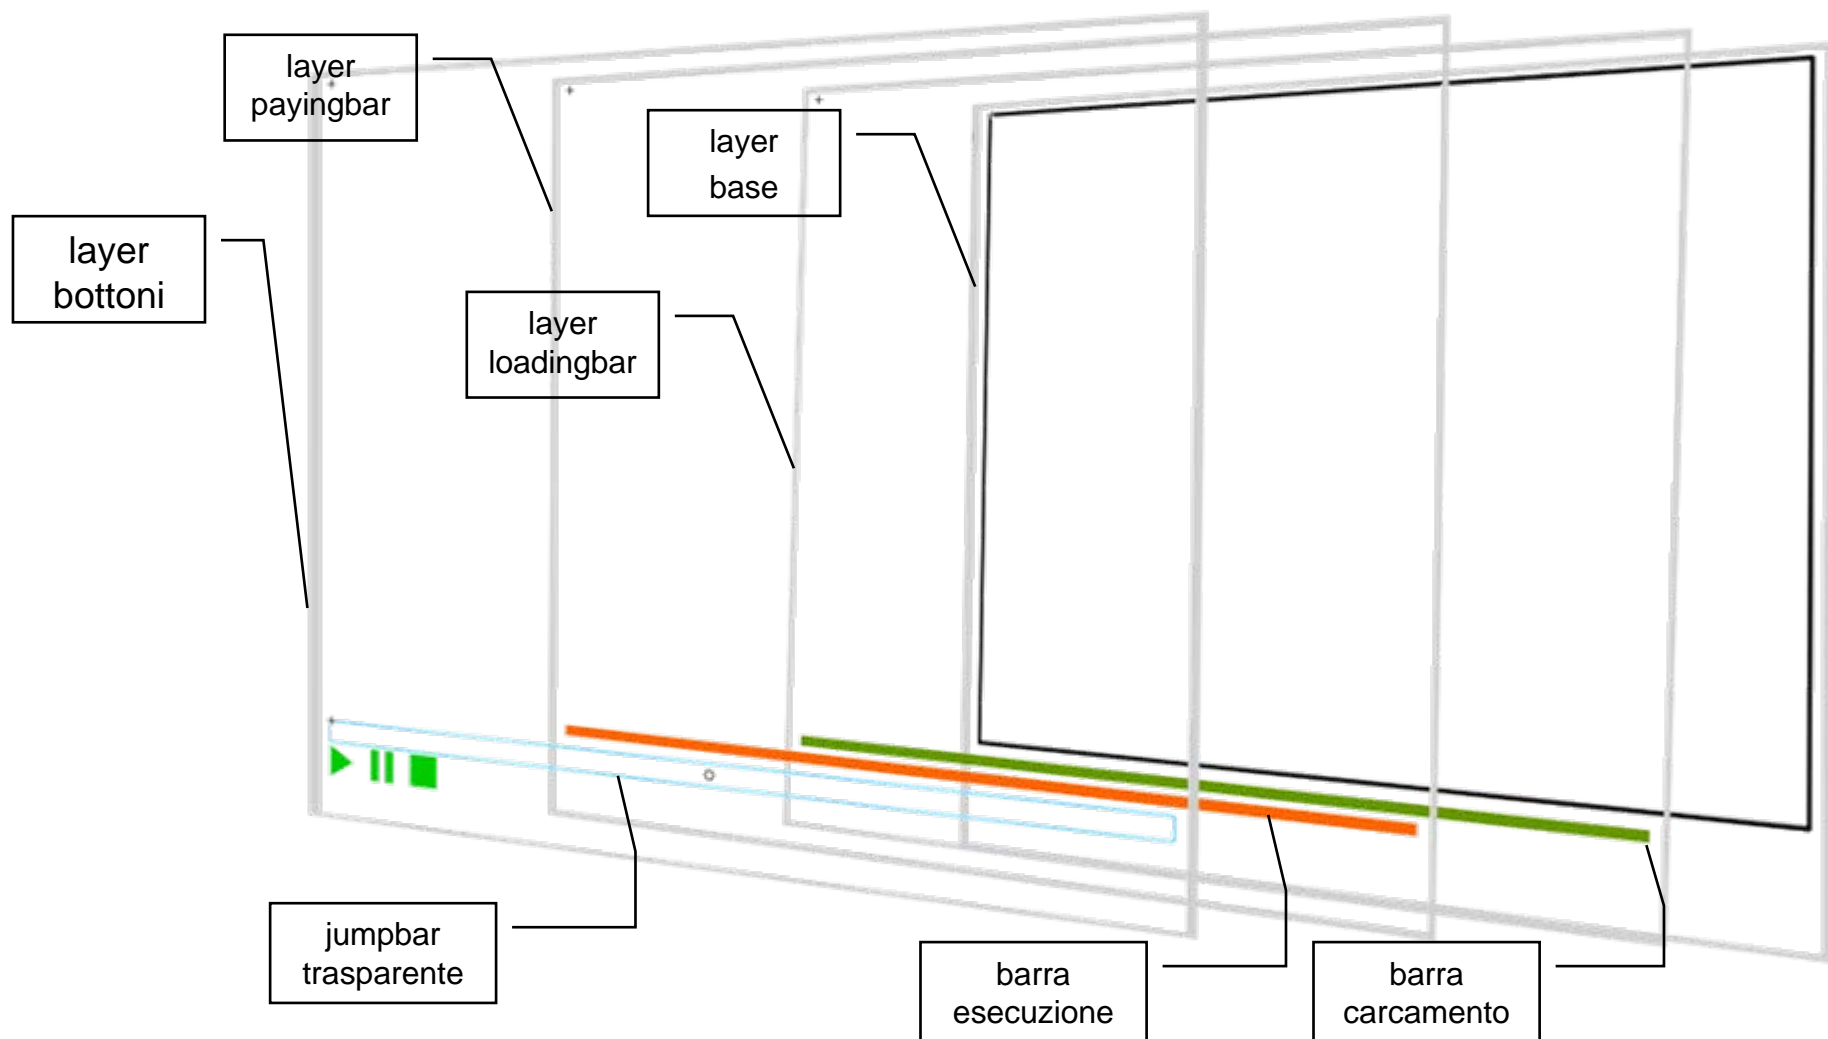 layer
payingbar
layer
base
layer
bottoni
layer
loadingbar
jumpbar
trasparente
barra
esecuzione
barra
carcamento